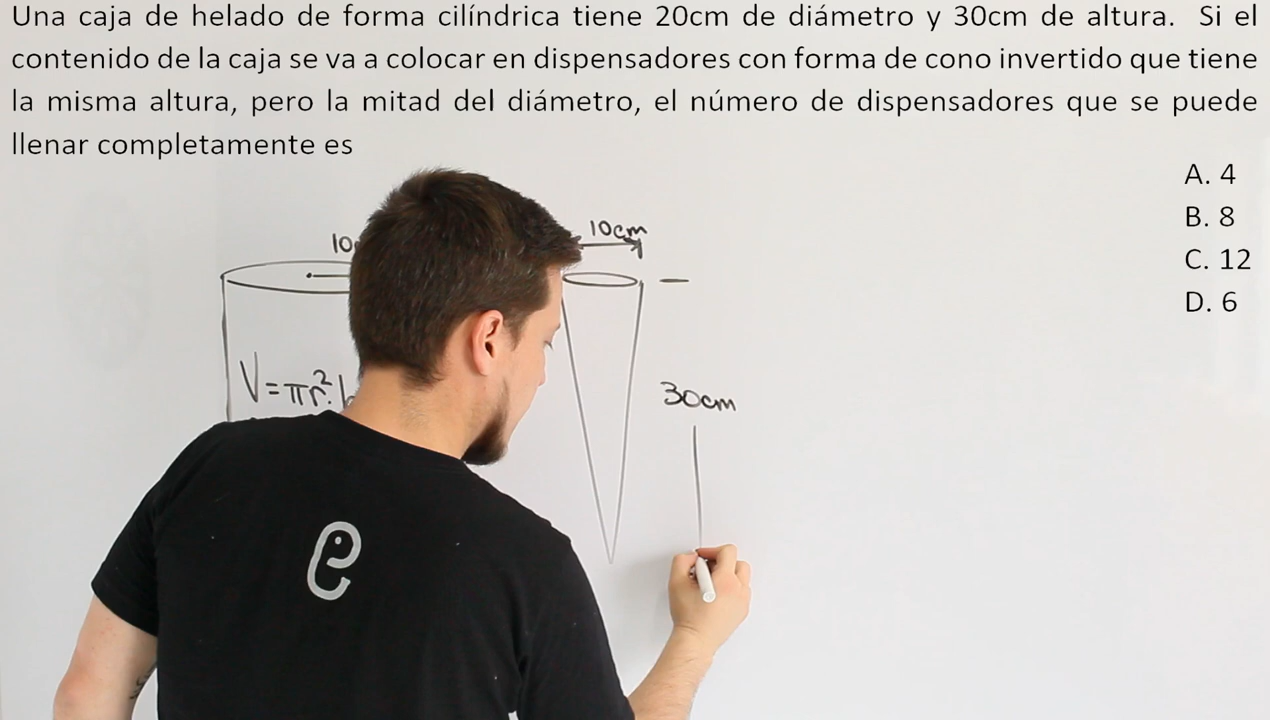 Una caja de helado de forma cilíndrica tiene 20cm de diámetro y 30cm de altura. Si el
contenido de la caja se va a colocar en dispensadores con forma de cono invertido que tiene
la misma altura, pero la mitad del diámetro, el número de dispensadores que se puede
llenar completamente es
A. 4
B. 8
C. 12
D. 6
10cm
10
V=πr².
30cm